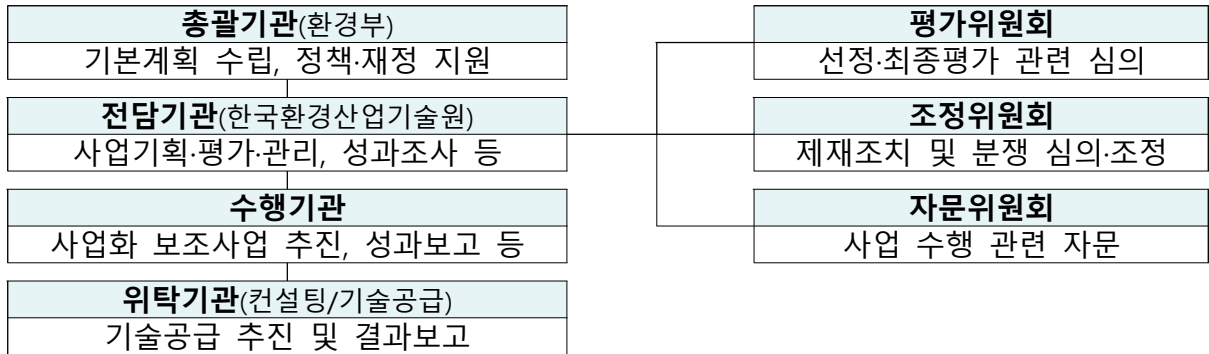 총괄기관(환경부)
기본계획 수립, 정책·재정 지원
전담기관(한국환경산업기술원)
사업기획·평가·관리, 성과조사 등
수행기관
사업화 보조사업 추진, 성과보고 등
위탁기관(컨설팅/기술공급)
기술공급 추진 및 결과보고
평가위원회
선정·최종평가 관련 심의
조정위원회
제재조치 및 분쟁 심의·조정
자문위원회
사업 수행 관련 자문